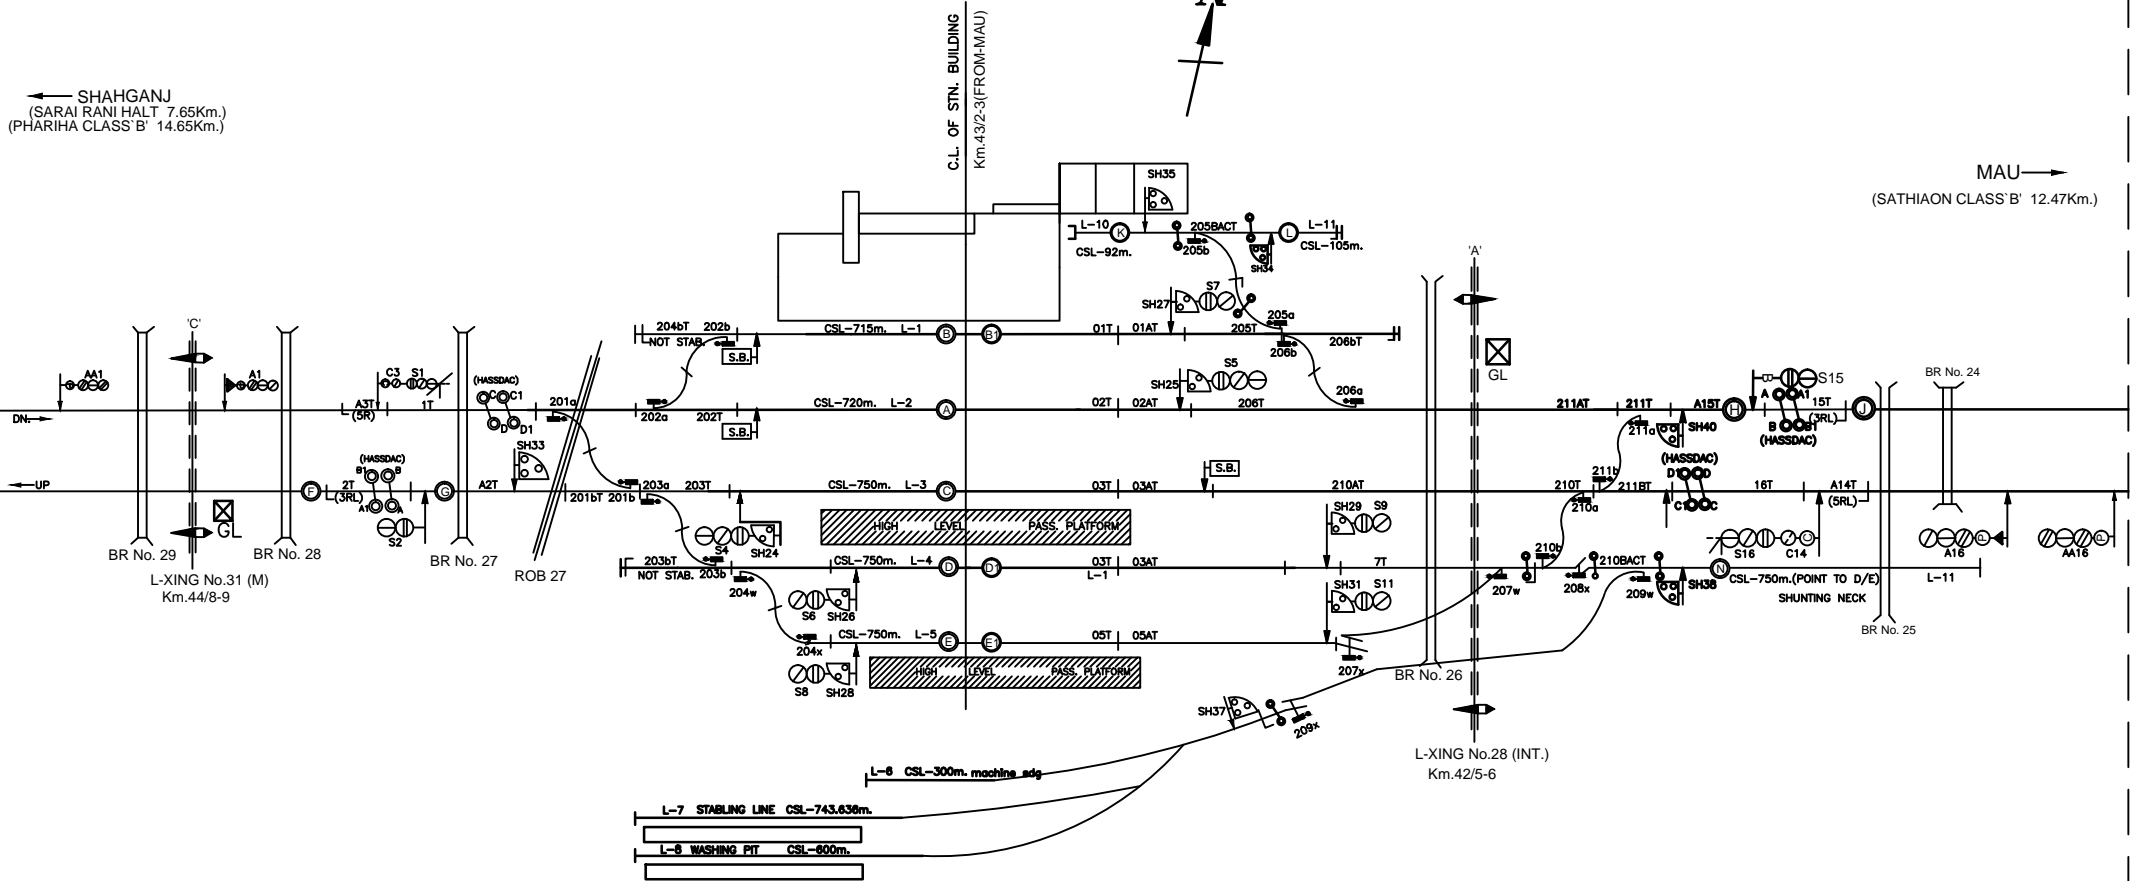 N
C.L. OF STN. BUILDING
Km.43/2-3(FROM-MAU)
SHAHGANJ
(SARAI RANI HALT 7.65Km.)
(PHARIHA CLASS`B' 14.65Km.)
MAU
(SATHIAON CLASS`B' 12.47Km.)
SH35
L-10
K
205BACT
L
L-11
CSL-92m.
205b
SH34
CSL-105m.
'A'
S7
SH27
205a
'C'
204bT
202b
NOT STAB.
S.B.
CSL-715m. L-1
B
B1
01T
01AT
205T
206b
206bT
GL
AA1
A1
C3
S1
(HASSDAC)
C
C1
D
D1
A3T
(5R)
1T
201a
202a
202T
S.B.
CSL-720m. L-2
A
02T
02AT
SH25
S5
206T
206a
211AT
211T
A15T
H
A
A1
S15
15T
(3RL)
J
B
B1
(HASSDAC)
BR No. 24
DN.
211a
SH40
SH33
(HASSDAC)
B1
B
UP
F
2T
(3RL)
A1
A
G
A2T
201bT
201b
203a
203T
CSL-750m. L-3
C
03T
03AT
S.B.
210AT
210T
211b
211BT
(HASSDAC)
D1
D
C1
C
16T
A14T
(5RL)
210a
GL
S2
BR No. 29
BR No. 28
BR No. 27
ROB 27
L-XING No.31 (M)
Km.44/8-9
S4
SH24
HIGH LEVEL PASS. PLATFORM
SH29
S9
S16
C14
A16
AA16
203bT
NOT STAB.
203b
204w
CSL-750m. L-4
D
D1
03T
03AT
L-1
7T
210b
207w
208x
210BACT
209w
SH38
N
CSL-750m.(POINT TO D/E)
SHUNTING NECK
L-11
BR No. 25
S6
SH26
SH31
S11
204x
CSL-750m. L-5
E
E1
05T
05AT
207x
S8
SH28
HIGH LEVEL PASS. PLATFORM
BR No. 26
SH37
209x
L-XING No.28 (INT.)
Km.42/5-6
L-6 CSL-300m. machine sdg
L-7 STABLING LINE CSL-743.636m.
L-8 WASHING PIT CSL-600m.